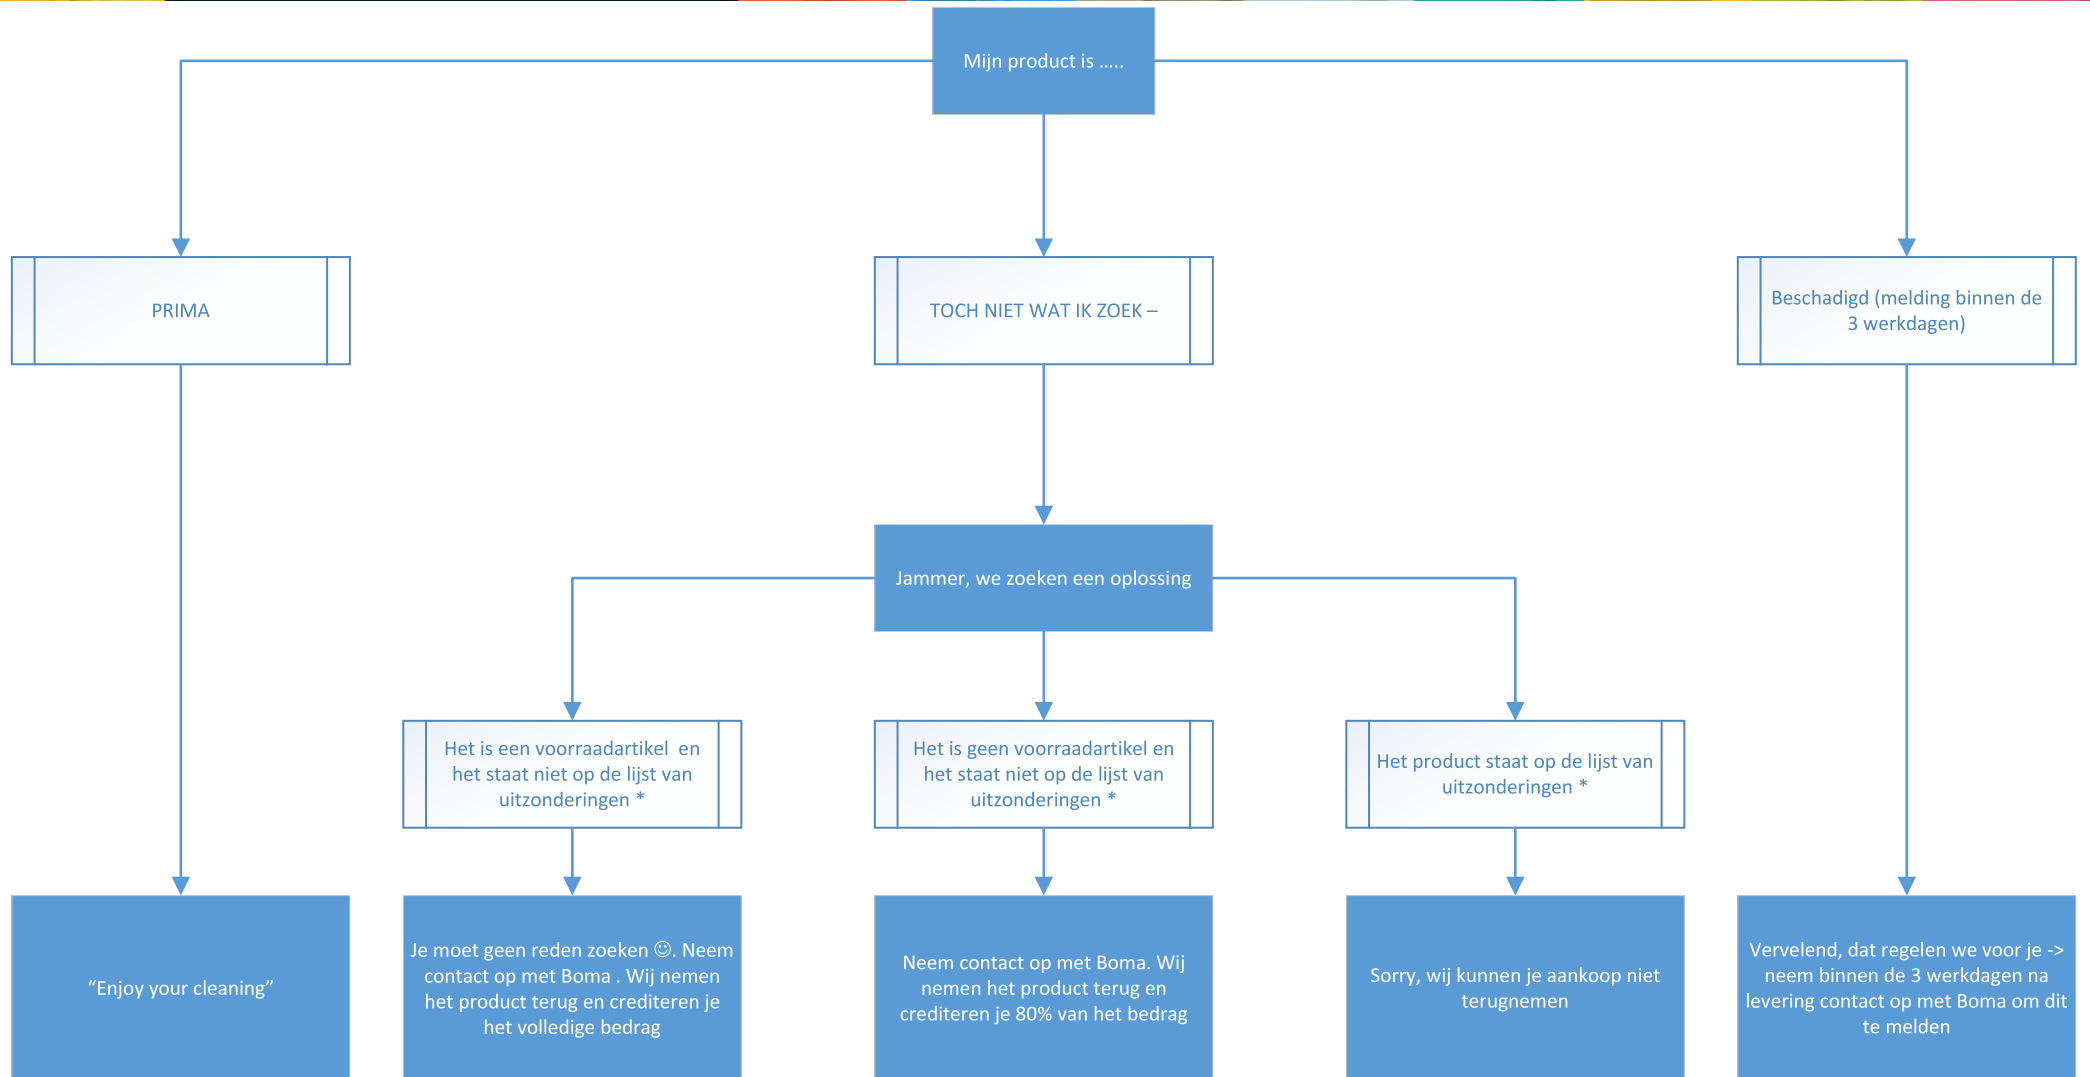 Mijn product is .....
PRIMA
TOCH NIET WAT IK ZOEK –
Beschadigd (melding binnen de
3 werkdagen)
Jammer, we zoeken een oplossing
Het is een voorraadartikel  en
het staat niet op de lijst van
uitzonderingen *
Het is geen voorraadartikel en
het staat niet op de lijst van
uitzonderingen *
Het product staat op de lijst van
uitzonderingen *
“Enjoy your cleaning”
Je moet geen reden zoeken ☺. Neem
contact op met Boma . Wij nemen
het product terug en crediteren je
het volledige bedrag
Neem contact op met Boma. Wij
nemen het product terug en
crediteren je 80% van het bedrag
Sorry, wij kunnen je aankoop niet
terugnemen
Vervelend, dat regelen we voor je ->
neem binnen de 3 werkdagen na
levering contact op met Boma om dit
te melden